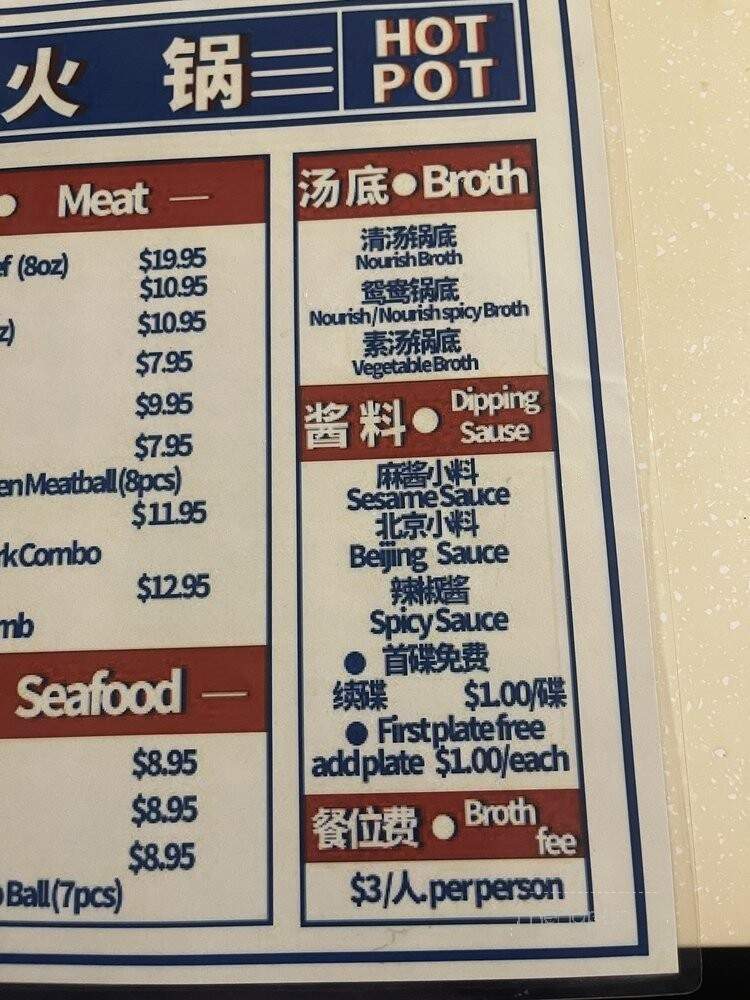 火 锅
HOT
POT
Meat
(8oz) $19.95
$10.95
$10.95
$7.95
$9.95
$7.95
Meatball (8pcs)
$11.95
Combo
$12.95
Seafood
$8.95
$8.95
$8.95
Ball (7pcs)
汤底 ● Broth
清汤锅底
Nourish Broth
鸳鸯锅底
Nourish / Nourish spicy Broth
素汤锅底
Vegetable Broth
酱料 ● Dipping
Sause
麻酱小料
Sesame Sauce
北京小料
Beijing Sauce
辣椒酱
Spicy Sauce
● 首碟免费
续碟 $1.00/碟
● First plate free
add plate $1.00/each
餐位费 ● Broth
fee
$3/人. per person